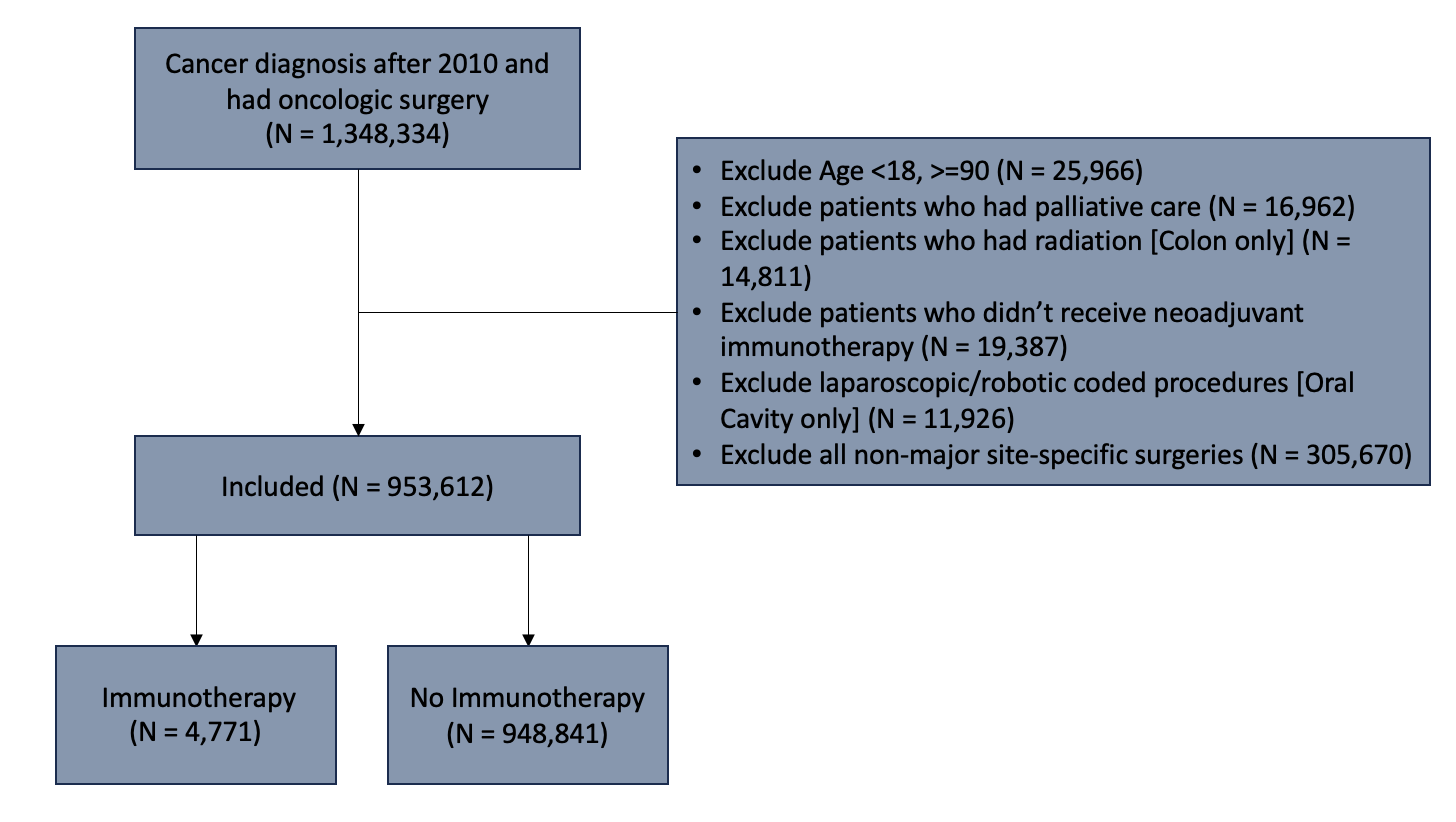 Cancer diagnosis after 2010 and
had oncologic surgery
(N = 1,348,334)
• Exclude Age <18, >=90 (N = 25,966)
• Exclude patients who had palliative care (N = 16,962)
• Exclude patients who had radiation [Colon only] (N =
14,811)
• Exclude patients who didn’t receive neoadjuvant
immunotherapy (N = 19,387)
• Exclude laparoscopic/robotic coded procedures [Oral
Cavity only] (N = 11,926)
• Exclude all non-major site-specific surgeries (N = 305,670)
Included (N = 953,612)
Immunotherapy
(N = 4,771)
No Immunotherapy
(N = 948,841)